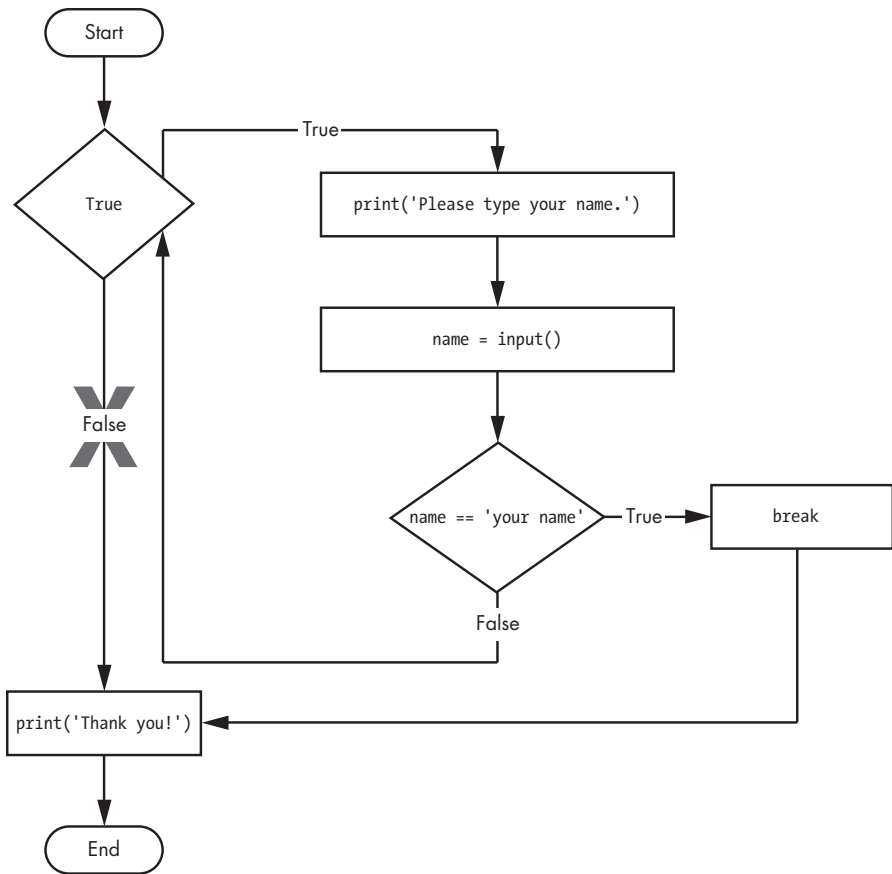 Start
True
True
print('Please type your name.')
name = input()
False
name == 'your name'
True
break
False
print('Thank you!')
End